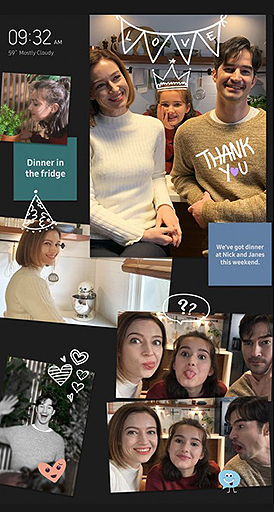 09:32 AM
59° Mostly Cloudy
LOVE
Dinner in
the fridge
THANK
YOU
33
We've got dinner
at Nick and Janes
this weekend.
??